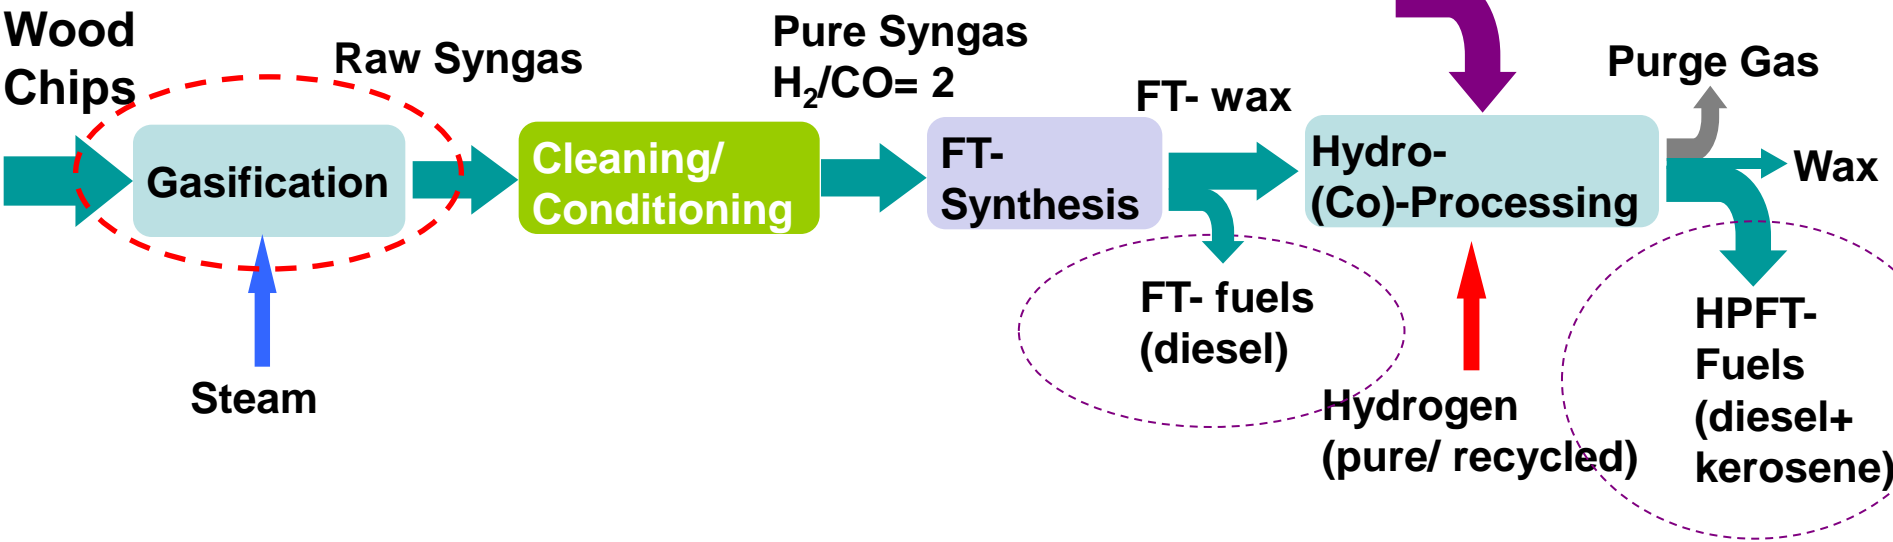 Wood
Chips
Raw Syngas
Pure Syngas
H₂/CO= 2
FT- wax
Purge Gas
Gasification
Cleaning/
Conditioning
FT-
Synthesis
Hydro-
(Co)-Processing
Wax
Steam
FT- fuels
(diesel)
Hydrogen
(pure/ recycled)
HPFT-
Fuels
(diesel+
kerosene)